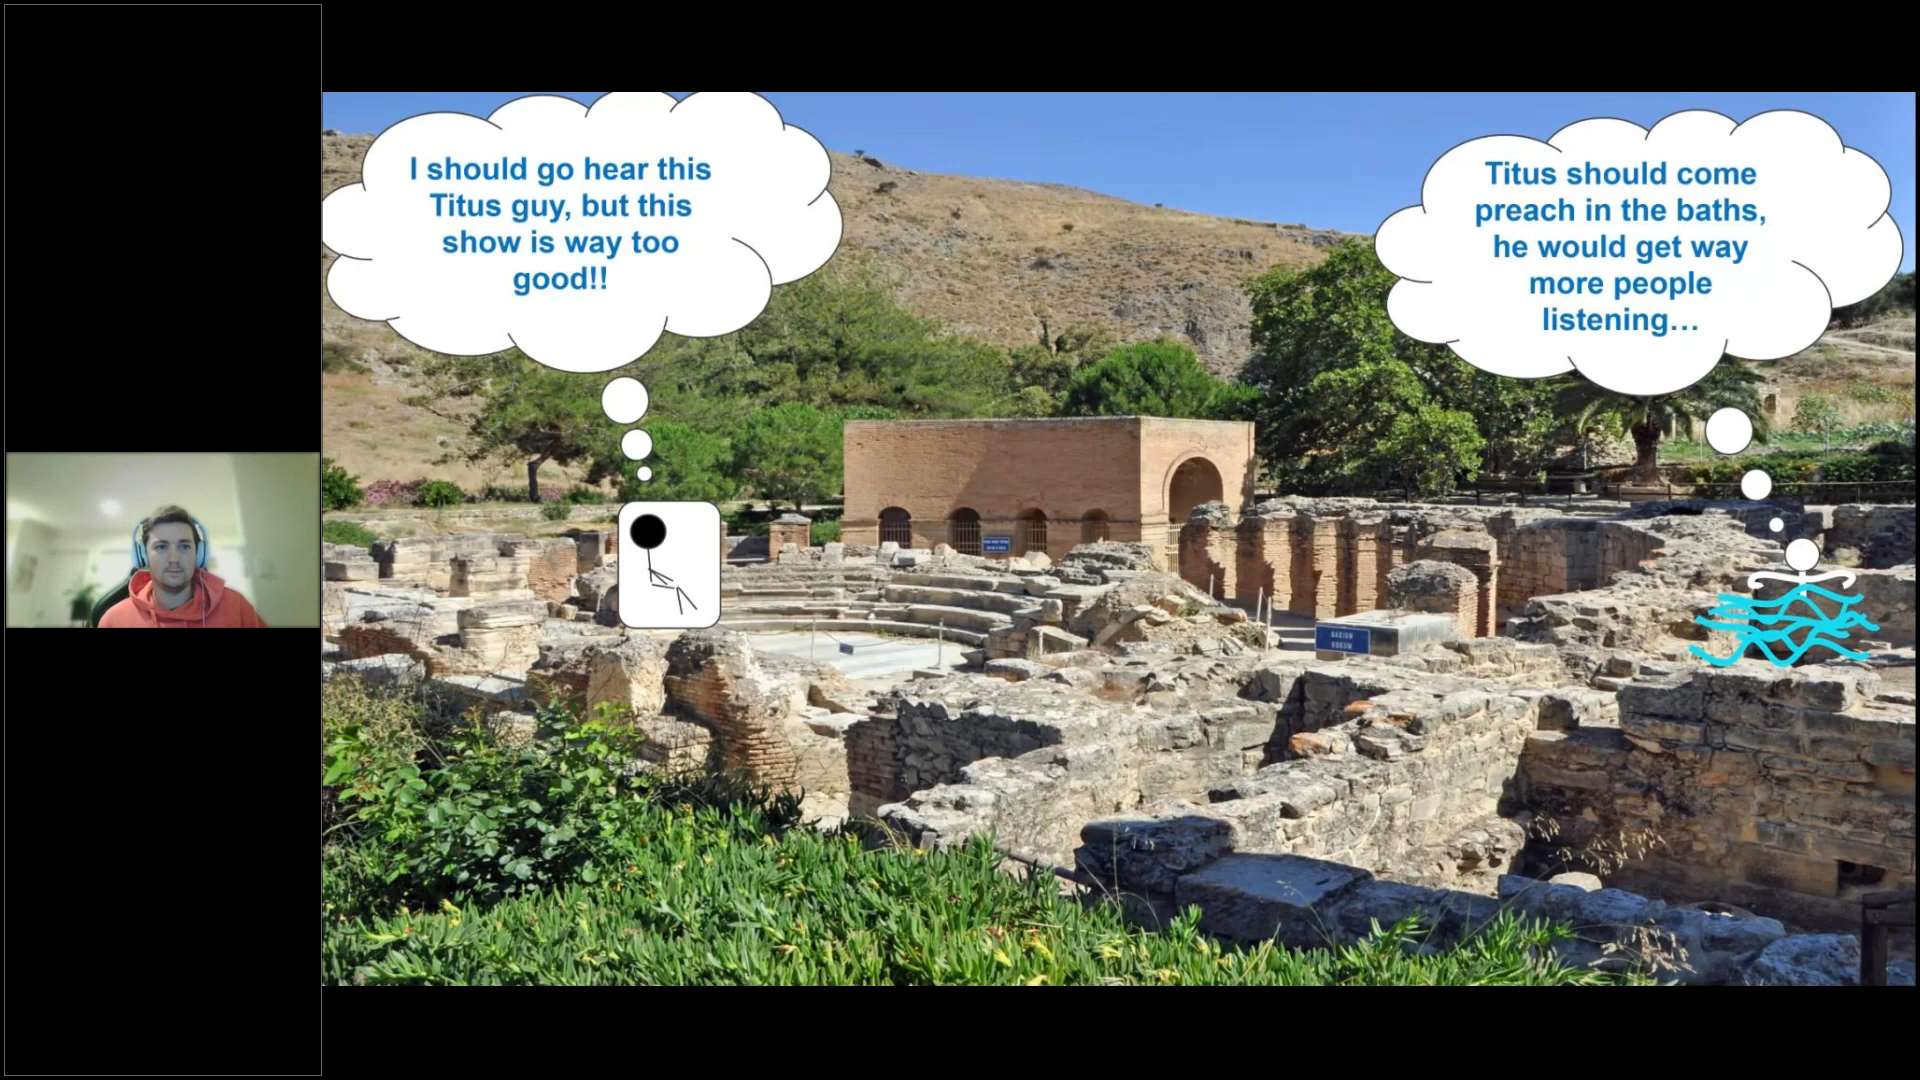 I should go hear this
Titus guy, but this
show is way too
good!!
Titus should come
preach in the baths,
he would get way
more people
listening...
ODEUM